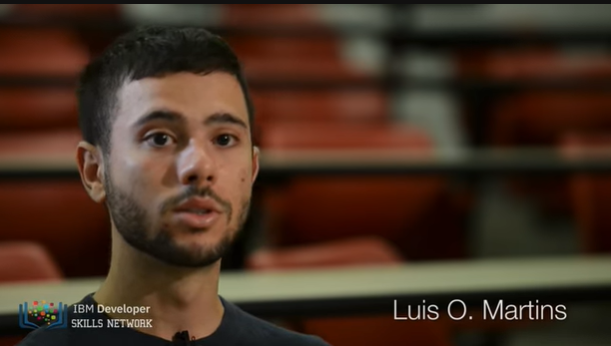 IBM Developer
SKILLS NETWORK
Luis O. Martins